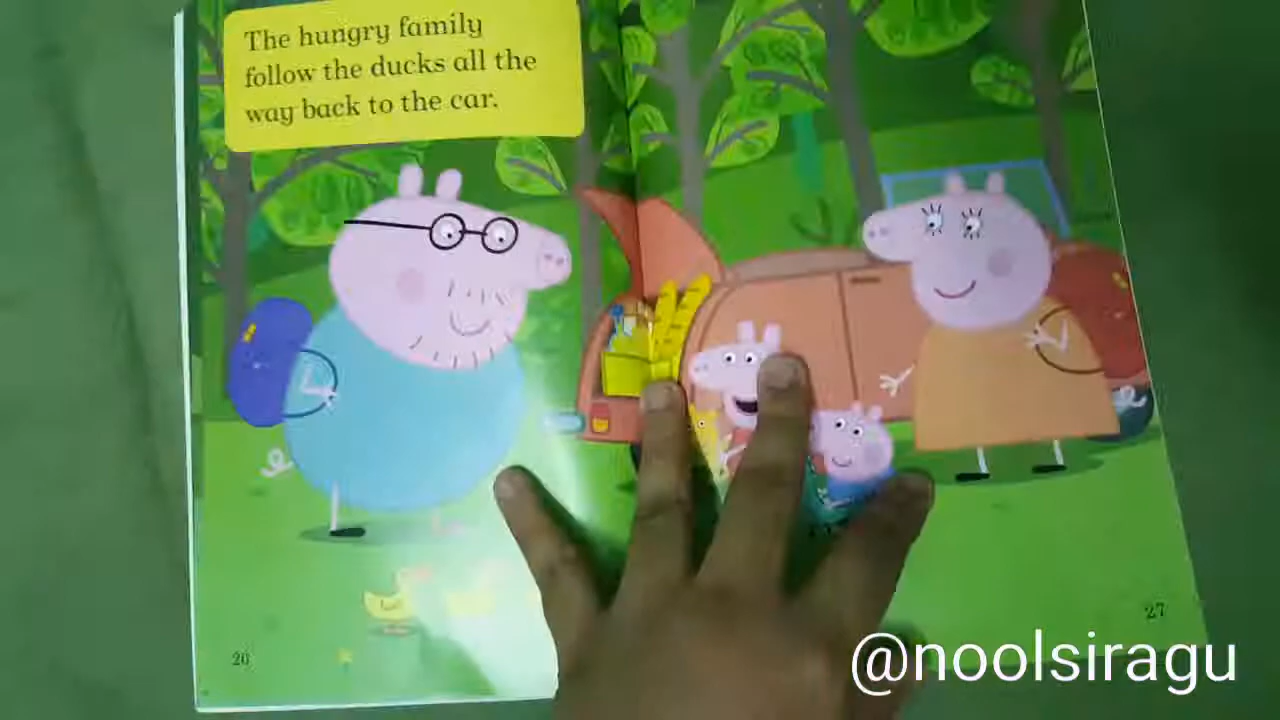 The hungry family
follow the ducks all the
way back to the car.
26
27
@noolsiragu